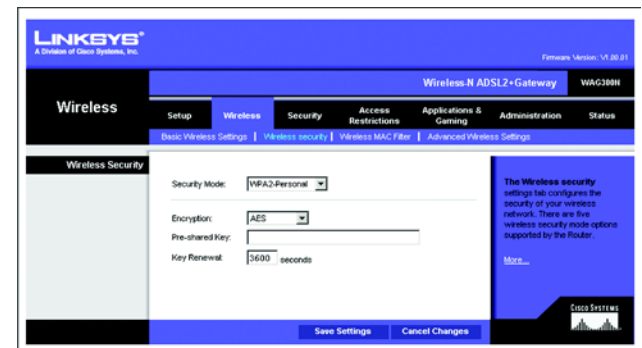 LINKSYS®
A Division of Cisco Systems, Inc.
Firmware Version: V1.00.01
Wireless-N ADSL2+Gateway
WAG300N
Wireless
Setup
Wireless
Security
Access Restrictions
Applications & Gaming
Administration
Status
Basic Wireless Settings | Wireless security | Wireless MAC Filter | Advanced Wireless Settings
Wireless Security
Security Mode: WPA2-Personal
Encryption: AES
Pre-shared Key:
Key Renewal: 3600 seconds
The Wireless security
settings tab configures the
security of your wireless
network. There are five
wireless security mode options
supported by the Router.
More...
Save Settings
Cancel Changes
CISCO SYSTEMS